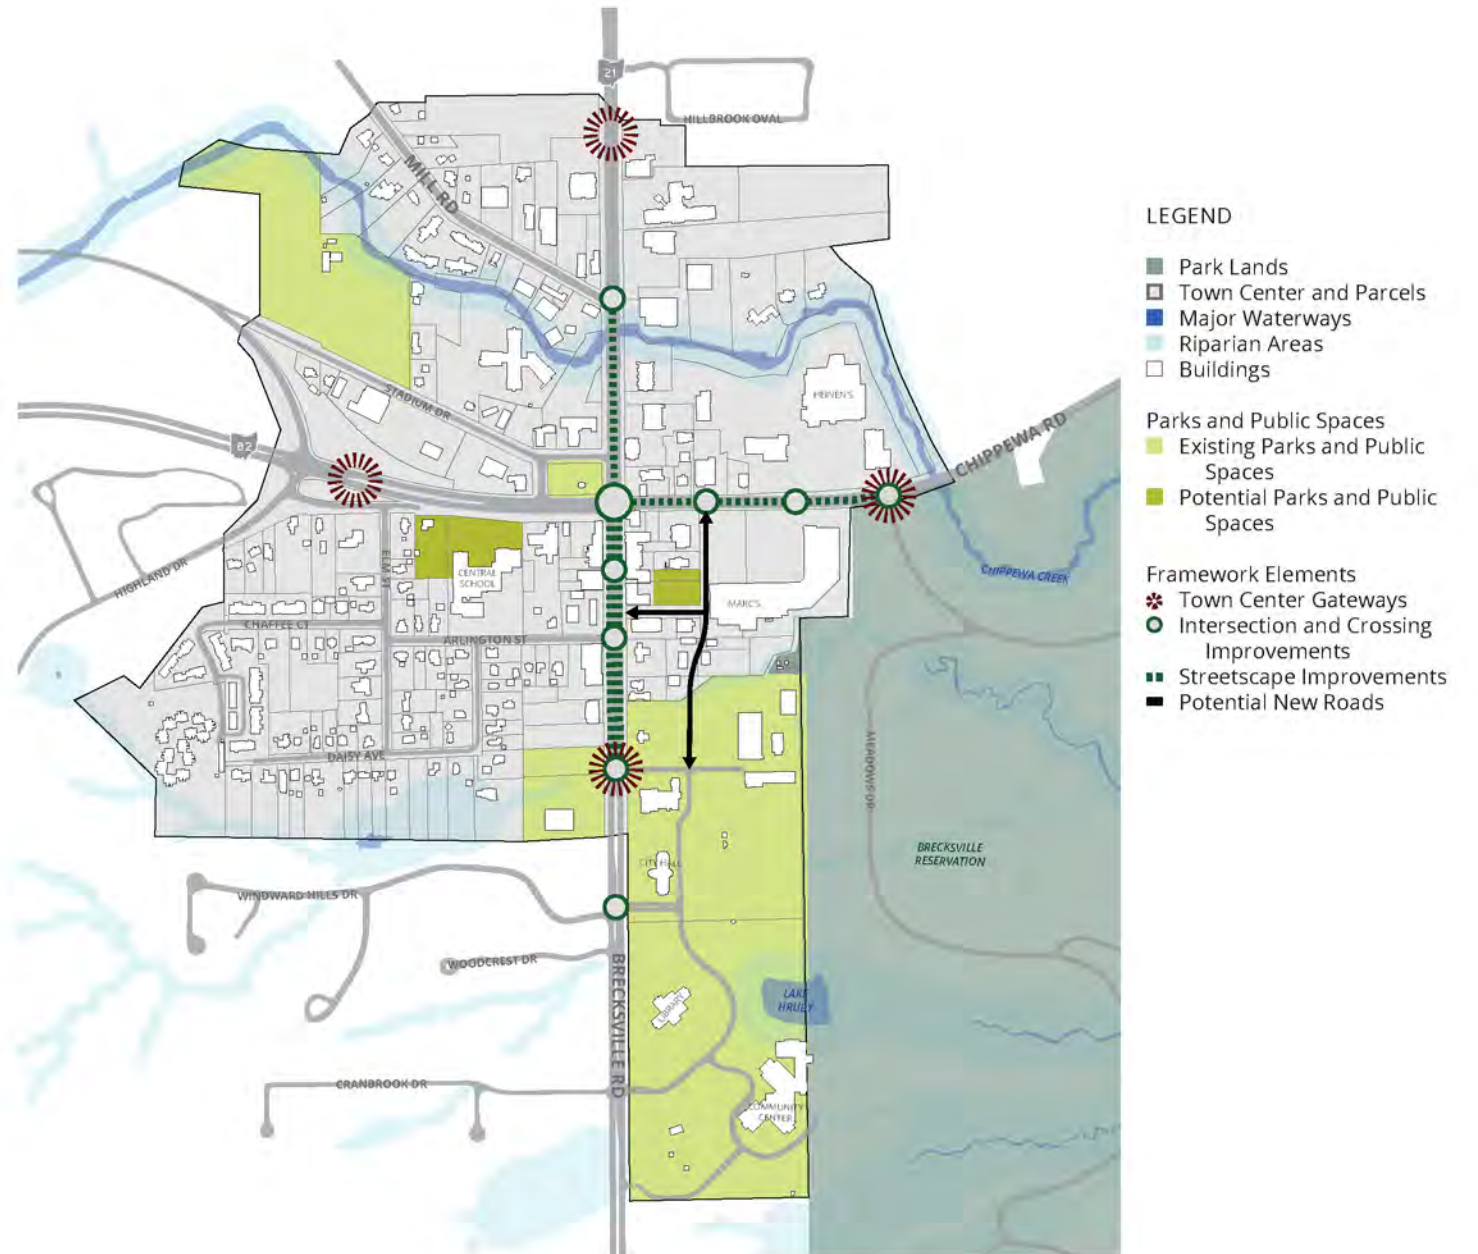 21
HILLBROOK OVAL
MILL RD
LEGEND
Park Lands
Town Center and Parcels
Major Waterways
Riparian Areas
Buildings
Parks and Public Spaces
Existing Parks and Public
Spaces
Potential Parks and Public
Spaces
Framework Elements
Town Center Gateways
Intersection and Crossing
Improvements
Streetscape Improvements
Potential New Roads
STADIUM DR
HEINEN'S
82
CHIPPEWA RD
HIGHLAND DR
ELM ST
CENTRAL
SCHOOL
CHIPPEWA CREEK
MARC'S
CHAFFEE CT
ARLINGTON ST
DAISY AVE
MEADOWS DR
BRECKSVILLE
RESERVATION
CITY HALL
WINDWARD HILLS DR
WOODCREST DR
BRECKSVILLE RD
LIBRARY
LAKE
HRUBY
CRANBROOK DR
COMMUNITY
CENTER